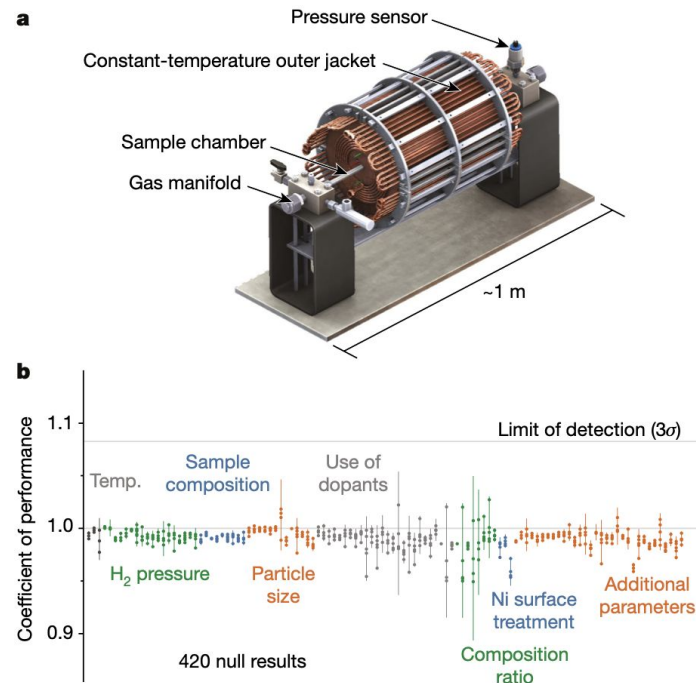 a
Pressure sensor
Constant-temperature outer jacket
Sample chamber
Gas manifold
~1 m
b
Coefficient of performance
1.1
1.0
0.9
Limit of detection (3σ)
Temp.
Sample
composition
Use of
dopants
H₂ pressure
Particle
size
Ni surface
treatment
Additional
parameters
Composition
ratio
420 null results